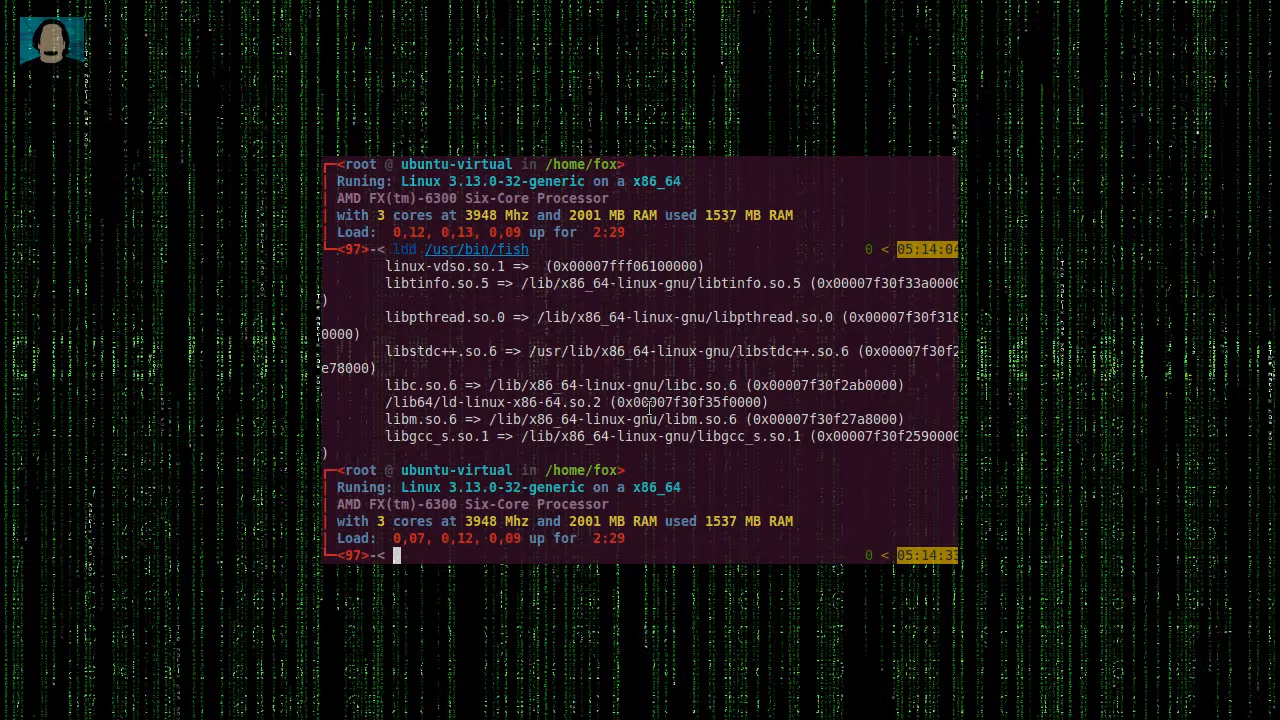 <root @ ubuntu-virtual in /home/fox>
Runing: Linux 3.13.0-32-generic on a x86_64
AMD FX(tm)-6300 Six-Core Processor
with 3 cores at 3948 Mhz and 2001 MB RAM used 1537 MB RAM
Load: 0,12, 0,13, 0,09 up for 2:29
<97>-< ldd /usr/bin/fish 0 < 05:14:04
linux-vdso.so.1 => (0x00007fff06100000)
libtinfo.so.5 => /lib/x86_64-linux-gnu/libtinfo.so.5 (0x00007f30f33a0000
)
libpthread.so.0 => /lib/x86_64-linux-gnu/libpthread.so.0 (0x00007f30f318
0000)
libstdc++.so.6 => /usr/lib/x86_64-linux-gnu/libstdc++.so.6 (0x00007f30f2
e78000)
libc.so.6 => /lib/x86_64-linux-gnu/libc.so.6 (0x00007f30f2ab0000)
/lib64/ld-linux-x86-64.so.2 (0x00007f30f35f0000)
libm.so.6 => /lib/x86_64-linux-gnu/libm.so.6 (0x00007f30f27a8000)
libgcc_s.so.1 => /lib/x86_64-linux-gnu/libgcc_s.so.1 (0x00007f30f2590000
)
<root @ ubuntu-virtual in /home/fox>
Runing: Linux 3.13.0-32-generic on a x86_64
AMD FX(tm)-6300 Six-Core Processor
with 3 cores at 3948 Mhz and 2001 MB RAM used 1537 MB RAM
Load: 0,07, 0,12, 0,09 up for 2:29
<97>-< 0 < 05:14:33